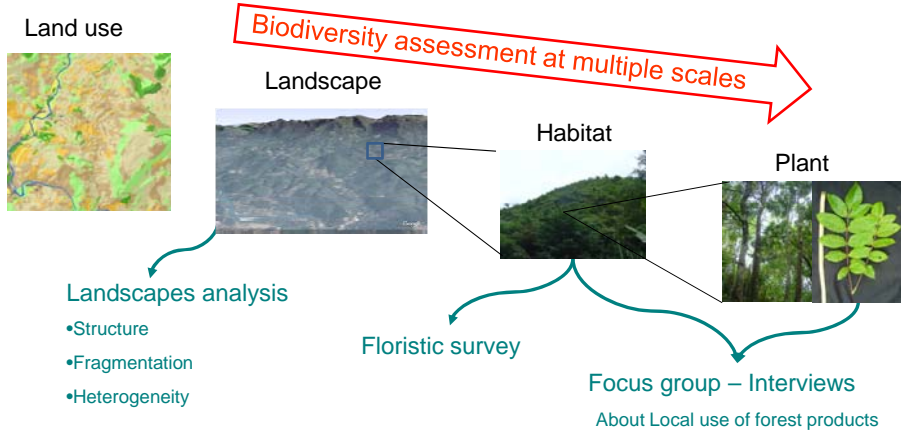 Land use
Biodiversity assessment at multiple scales
Landscape
Habitat
Plant
Landscapes analysis
•Structure
•Fragmentation
•Heterogeneity
Floristic survey
Focus group – Interviews
About Local use of forest products